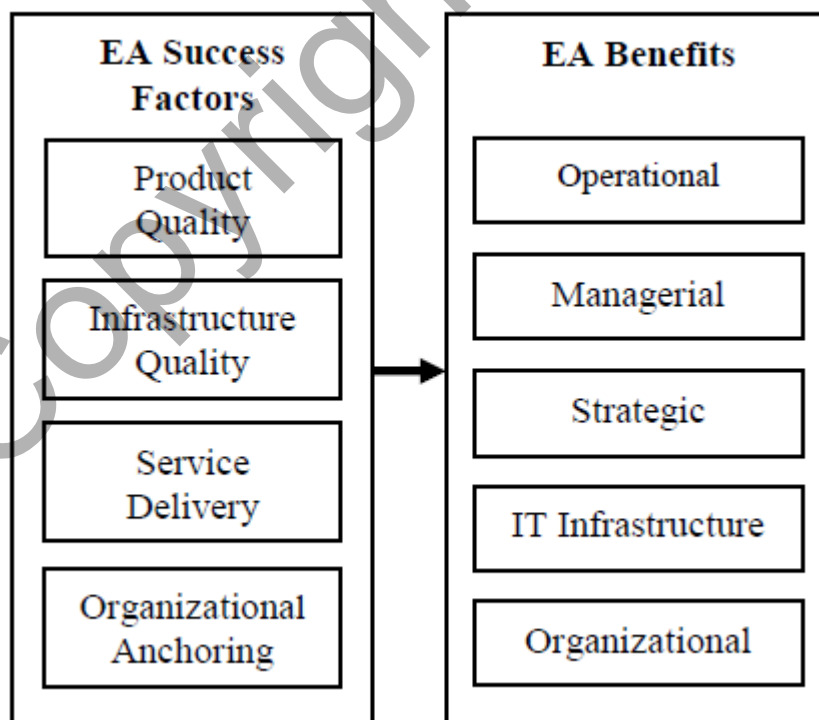 EA Success
Factors
Product
Quality
Infrastructure
Quality
Service
Delivery
Organizational
Anchoring
EA Benefits
Operational
Managerial
Strategic
IT Infrastructure
Organizational
Copyright